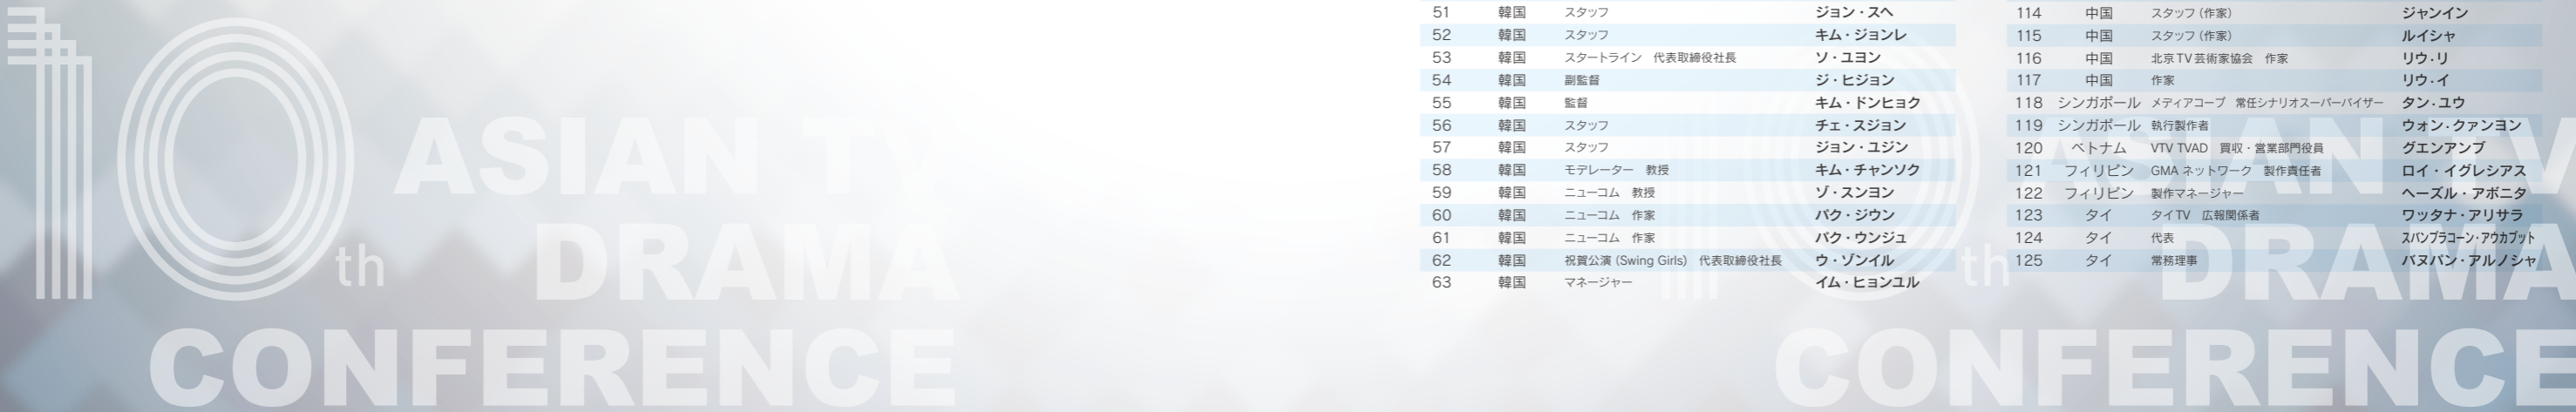 10th
ASIAN TV
DRAMA
CONFERENCE
51 韓国 スタッフ ジョン・スヘ
52 韓国 スタッフ キム・ジョンレ
53 韓国 スタートライン 代表取締役社長 ソ・ユヨン
54 韓国 副監督 ジ・ヒジョン
55 韓国 監督 キム・ドンヒョク
56 韓国 スタッフ チェ・スジョン
57 韓国 スタッフ ジョン・ユジン
58 韓国 モデレーター 教授 キム・チャンソク
59 韓国 ニューコム 教授 ゾ・スンヨン
60 韓国 ニューコム 作家 パク・ジウン
61 韓国 ニューコム 作家 パク・ウンジュ
62 韓国 祝賀公演（Swing Girls） 代表取締役社長 ウ・ゾンイル
63 韓国 マネージャー イム・ヒョンユル
114 中国 スタッフ（作家） ジャンイン
115 中国 スタッフ（作家） ルイシャ
116 中国 北京TV芸術家協会 作家 リウ・リ
117 中国 作家 リウ・イ
118 シンガポール メディアコープ 常任シナリオスーパーバイザー タン・ユウ
119 シンガポール 執行製作者 ウォン・クァンヨン
120 ベトナム VTV TVAD 買収・営業部門役員 グエンアンブ
121 フィリピン GMA ネットワーク 製作責任者 ロイ・イグレシアス
122 フィリピン 製作マネージャー ヘーズル・アボニタ
123 タイ タイTV 広報関係者 ワッタナ・アリサラ
124 タイ 代表 スパンプラコーン・アウカプット
125 タイ 常務理事 パヌパン・アルノシャ
10th
ASIAN TV
DRAMA
CONFERENCE